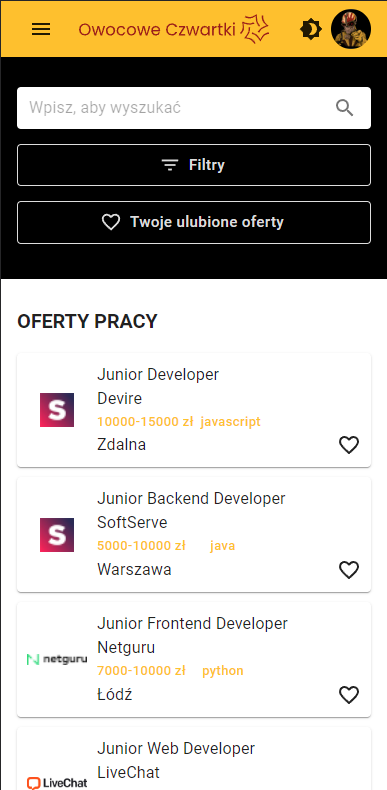 Owocowe Czwartki
Wpisz, aby wyszukać
Filtry
Twoje ulubione oferty
OFERTY PRACY
Junior Developer
Devire
10000-15000 zł javascript
Zdalna
S
Junior Backend Developer
SoftServe
5000-10000 zł java
Warszawa
S
Junior Frontend Developer
Netguru
7000-10000 zł python
Łódź
netguru
Junior Web Developer
LiveChat
LiveChat